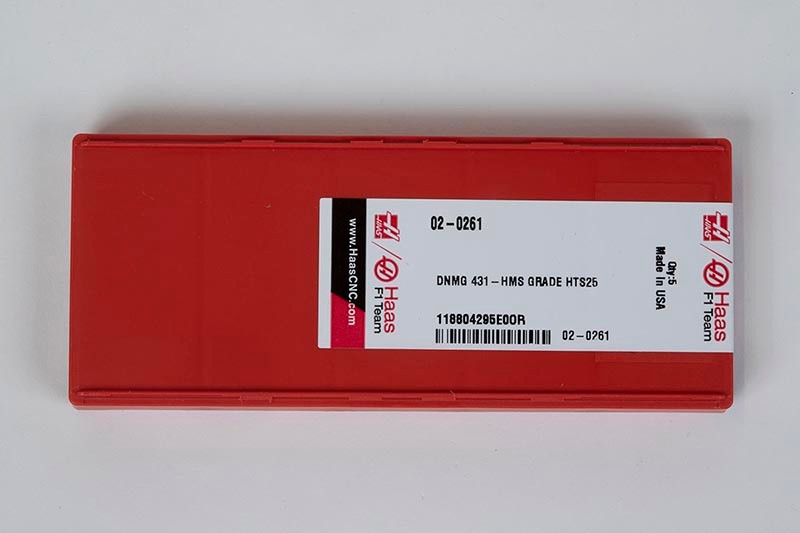 www.HaasCNC.com
HAAS
Haas
F1 Team
02-0261
DNMG 431-HMS GRADE HTS25
118804295E00R
02-0261
Qty:5
Made In USA
HAAS
Haas
F1 Team